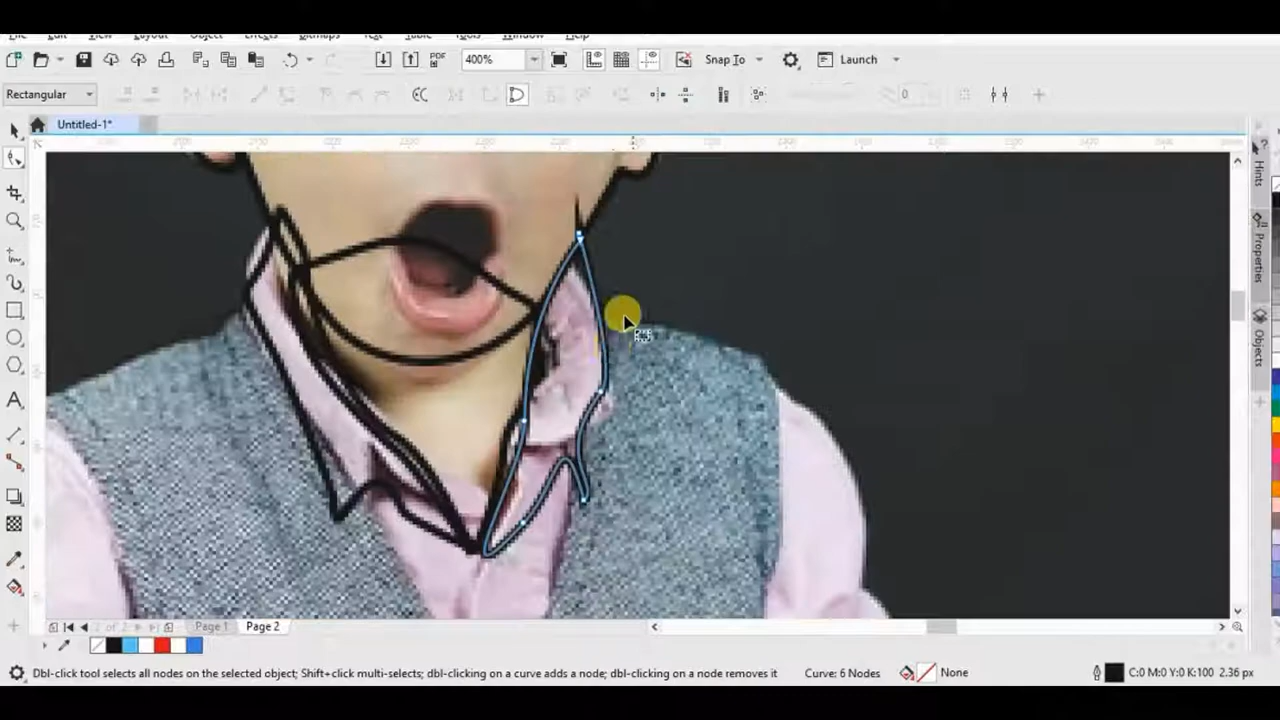 400%
Snap To
Launch
Rectangular
0
Untitled-1*
Hints
Properties
Objects
Page 1
Page 2
Dbl-click tool selects all nodes on the selected object; Shift+click multi-selects; dbl-clicking on a curve adds a node; dbl-clicking on a node removes it
Curve: 6 Nodes
None
C:0 M:0 Y:0 K:100 2.36 px